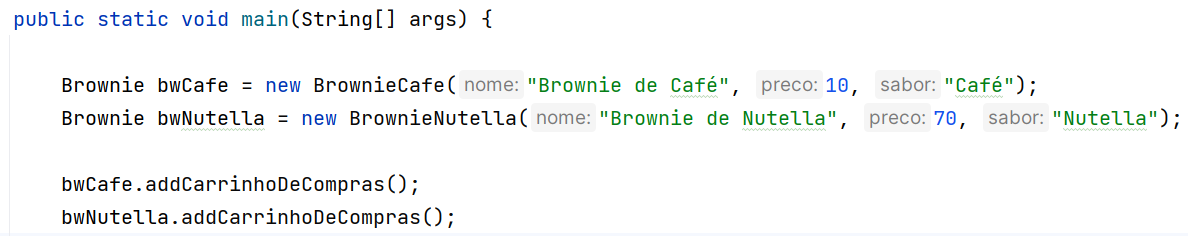 public static void main(String[] args) {
Brownie bwCafe = new BrownieCafe( nome: "Brownie de Café", preco: 10, sabor: "Café");
Brownie bwNutella = new BrownieNutella( nome: "Brownie de Nutella", preco: 70, sabor: "Nutella");
bwCafe.addCarrinhoDeCompras();
bwNutella.addCarrinhoDeCompras();